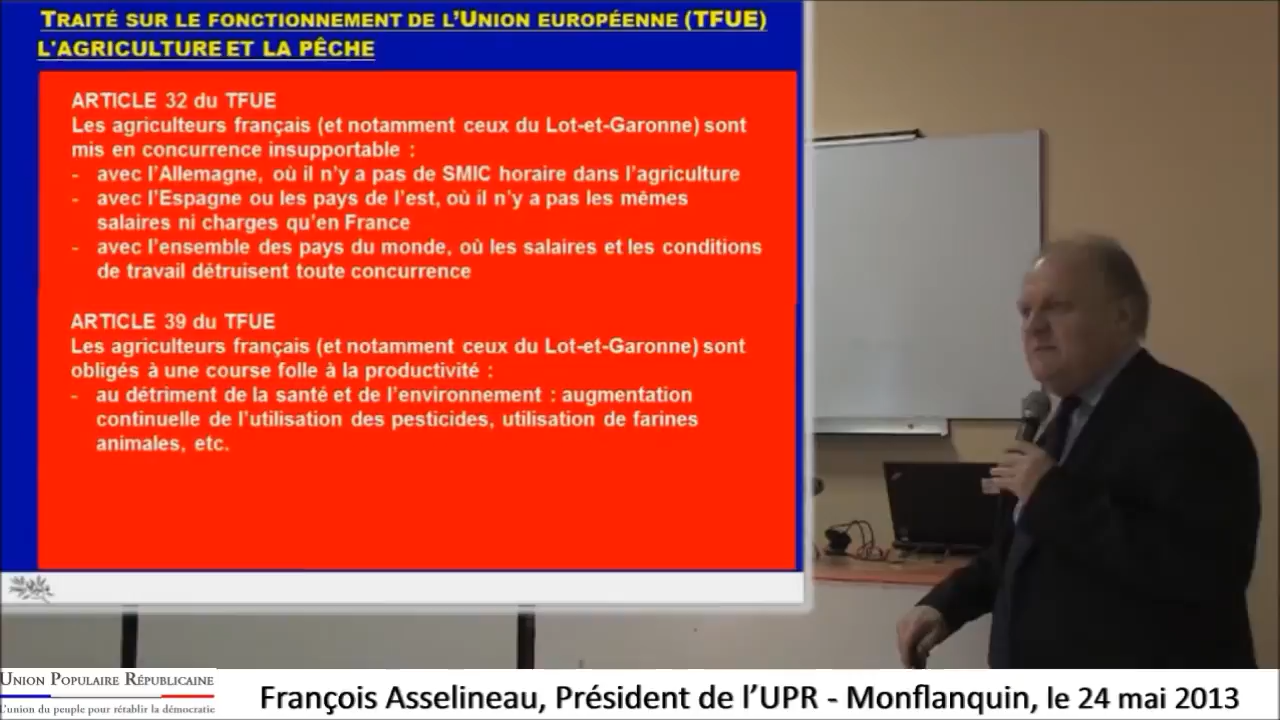 TRAITÉ SUR LE FONCTIONNEMENT DE L'UNION EUROPÉENNE (TFUE)
L'AGRICULTURE ET LA PÊCHE
ARTICLE 32 du TFUE
Les agriculteurs français (et notamment ceux du Lot-et-Garonne) sont
mis en concurrence insupportable :
- avec l'Allemagne, où il n'y a pas de SMIC horaire dans l'agriculture
- avec l'Espagne ou les pays de l'est, où il n'y a pas les mêmes
salaires ni charges qu'en France
- avec l'ensemble des pays du monde, où les salaires et les conditions
de travail détruisent toute concurrence
ARTICLE 39 du TFUE
Les agriculteurs français (et notamment ceux du Lot-et-Garonne) sont
obligés à une course folle à la productivité :
- au détriment de la santé et de l'environnement : augmentation
continuelle de l'utilisation des pesticides, utilisation de farines
animales, etc.
UNION POPULAIRE RÉPUBLICAINE
L'union du peuple pour rétablir la démocratie
François Asselineau, Président de l'UPR - Monflanquin, le 24 mai 2013